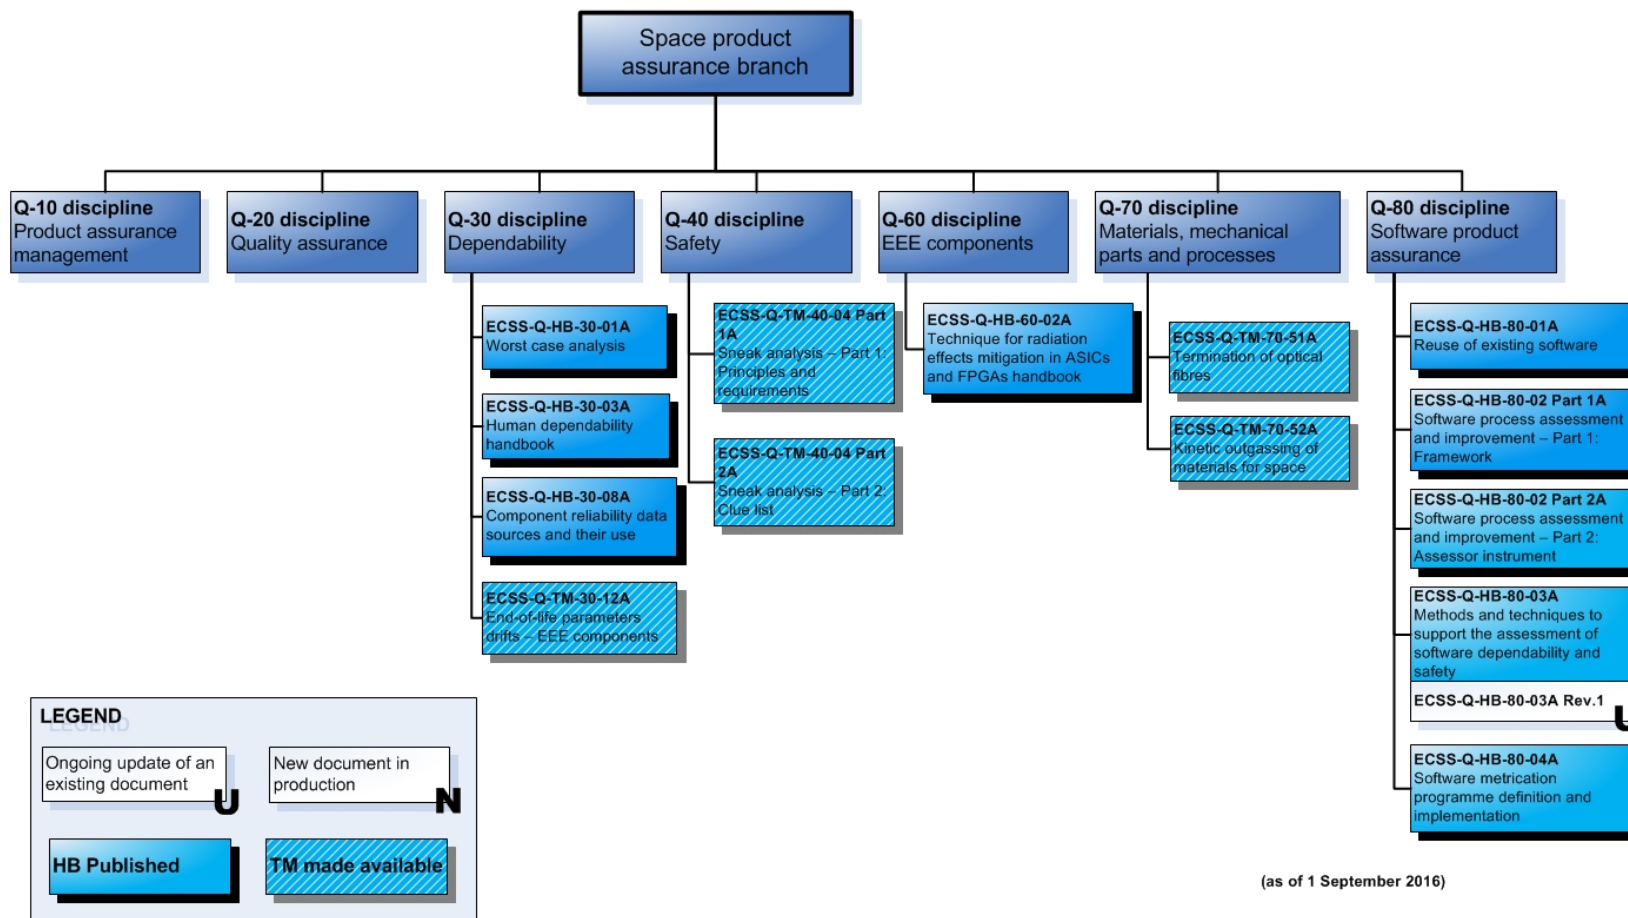 Space product
assurance branch
Q-10 discipline
Product assurance
management
Q-20 discipline
Quality assurance
Q-30 discipline
Dependability
Q-40 discipline
Safety
Q-60 discipline
EEE components
Q-70 discipline
Materials, mechanical
parts and processes
Q-80 discipline
Software product
assurance
ECSS-Q-HB-30-01A
Worst case analysis
ECSS-Q-HB-30-03A
Human dependability
handbook
ECSS-Q-HB-30-08A
Component reliability data
sources and their use
ECSS-Q-TM-30-12A
End-of-life parameters
drifts – EEE components
ECSS-Q-TM-40-04 Part
1A
Sneak analysis – Part 1:
Principles and
requirements
ECSS-Q-TM-40-04 Part
2A
Sneak analysis – Part 2:
Clue list
ECSS-Q-HB-60-02A
Technique for radiation
effects mitigation in ASICs
and FPGAs handbook
ECSS-Q-TM-70-51A
Termination of optical
fibres
ECSS-Q-TM-70-52A
Kinetic outgassing of
materials for space
ECSS-Q-HB-80-01A
Reuse of existing software
ECSS-Q-HB-80-02 Part 1A
Software process assessment
and improvement – Part 1:
Framework
ECSS-Q-HB-80-02 Part 2A
Software process assessment
and improvement – Part 2:
Assessor instrument
ECSS-Q-HB-80-03A
Methods and techniques to
support the assessment of
software dependability and
safety
ECSS-Q-HB-80-03A Rev.1
U
ECSS-Q-HB-80-04A
Software metrication
programme definition and
implementation
LEGEND
Ongoing update of an
existing document
U
New document in
production
N
HB Published
TM made available
(as of 1 September 2016)